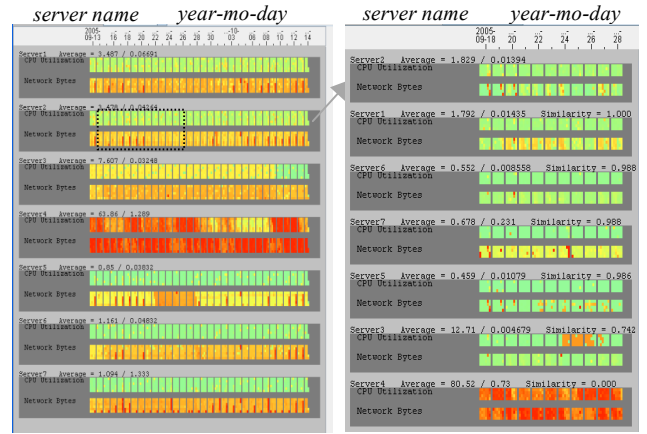 server name year-mo-day
2005- -10-
09-13 16 18 20 22 24 26 28 30 03 06 08 10 12 14
Server1 Average = 3.487 / 0.06691
CPU Utilization
Network Bytes
Server2 Average = 3.478 / 0.04264
CPU Utilization
Network Bytes
Server3 Average = 7.607 / 0.03248
CPU Utilization
Network Bytes
Server4 Average = 63.86 / 1.289
CPU Utilization
Network Bytes
Server5 Average = 0.85 / 0.03832
CPU Utilization
Network Bytes
Server6 Average = 1.161 / 0.04832
CPU Utilization
Network Bytes
Server7 Average = 1.094 / 1.333
CPU Utilization
Network Bytes
server name year-mo-day
2005-
09-18 20 22 24 26 28
Server2 Average = 1.829 / 0.01394
CPU Utilization
Network Bytes
Server1 Average = 1.792 / 0.01435 Similarity = 1.000
CPU Utilization
Network Bytes
Server6 Average = 0.552 / 0.008558 Similarity = 0.988
CPU Utilization
Network Bytes
Server7 Average = 0.678 / 0.231 Similarity = 0.988
CPU Utilization
Network Bytes
Server5 Average = 0.459 / 0.01079 Similarity = 0.986
CPU Utilization
Network Bytes
Server3 Average = 12.71 / 0.004679 Similarity = 0.742
CPU Utilization
Network Bytes
Server4 Average = 80.52 / 0.73 Similarity = 0.000
CPU Utilization
Network Bytes